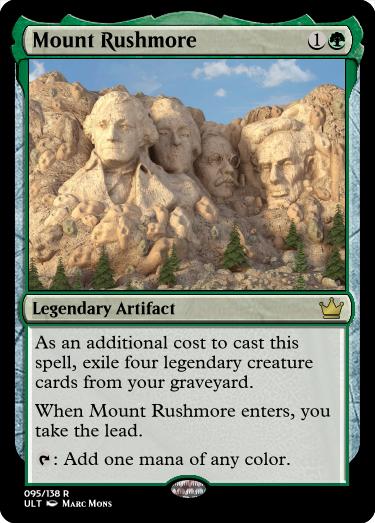 Mount Rushmore 1
Legendary Artifact
As an additional cost to cast this
spell, exile four legendary creature
cards from your graveyard.
When Mount Rushmore enters, you
take the lead.
: Add one mana of any color.
095/138 R
ULT Marc Mons